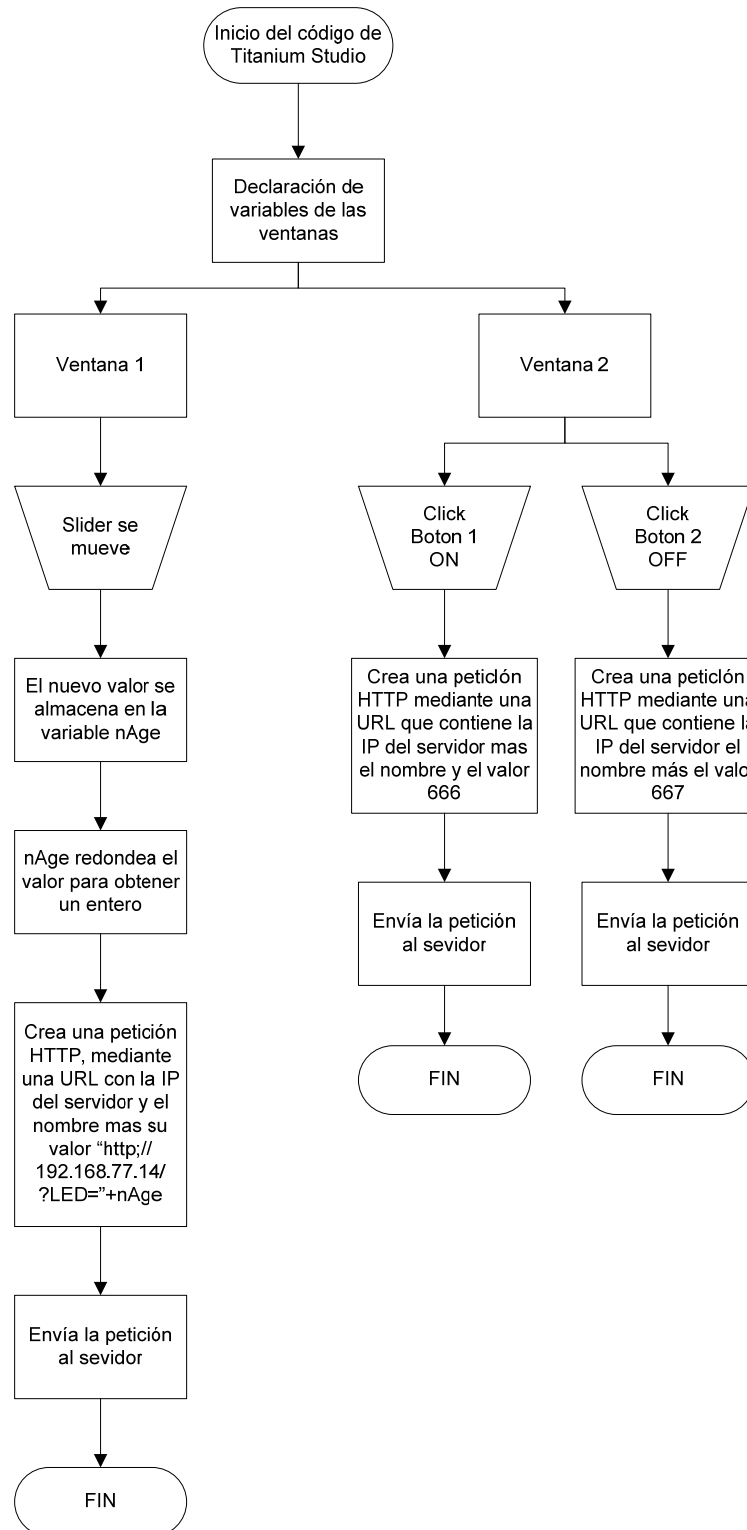 Inicio del código de
Titanium Studio
Declaración de
variables de las
ventanas
Ventana 1
Ventana 2
Slider se
mueve
Click
Boton 1
ON
Click
Boton 2
OFF
El nuevo valor se
almacena en la
variable nAge
Crea una petición
HTTP mediante una
URL que contiene la
IP del servidor mas
el nombre y el valor
666
Crea una petición
HTTP mediante una
URL que contiene la
IP del servidor el
nombre más el valor
667
nAge redondea el
valor para obtener
un entero
Envía la petición
al sevidor
Envía la petición
al sevidor
Crea una petición
HTTP, mediante
una URL con la IP
del servidor y el
nombre mas su
valor “http;//
192.168.77.14/
?LED=”+nAge
FIN
FIN
Envía la petición
al sevidor
FIN